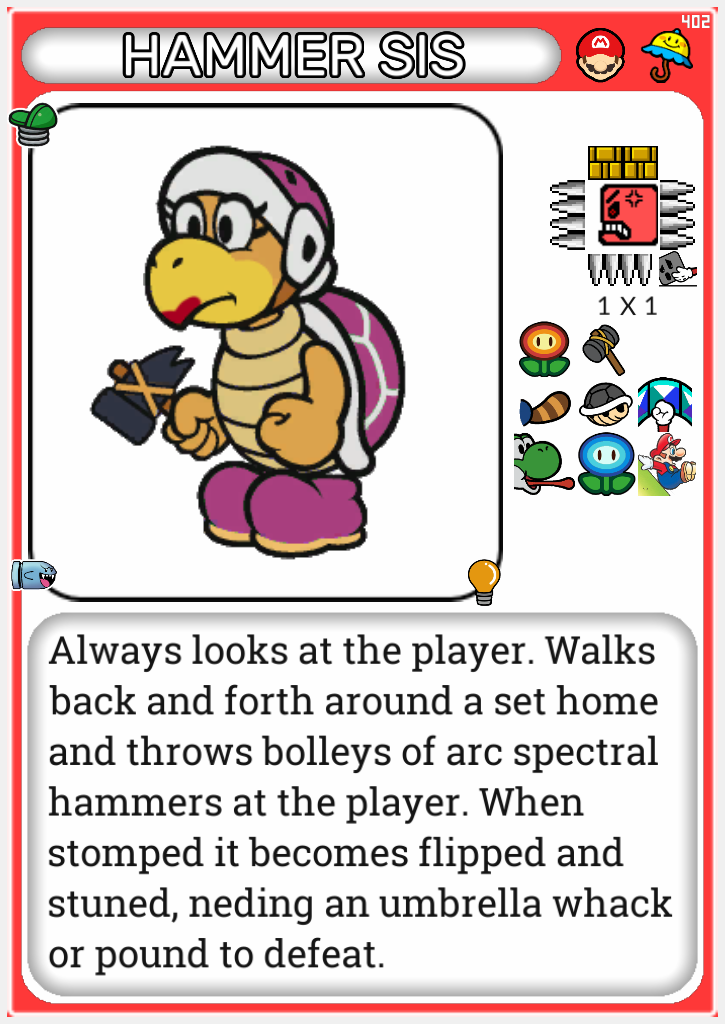 402
HAMMER SIS
1 X 1
Always looks at the player. Walks
back and forth around a set home
and throws bolleys of arc spectral
hammers at the player. When
stomped it becomes flipped and
stuned, neding an umbrella whack
or pound to defeat.